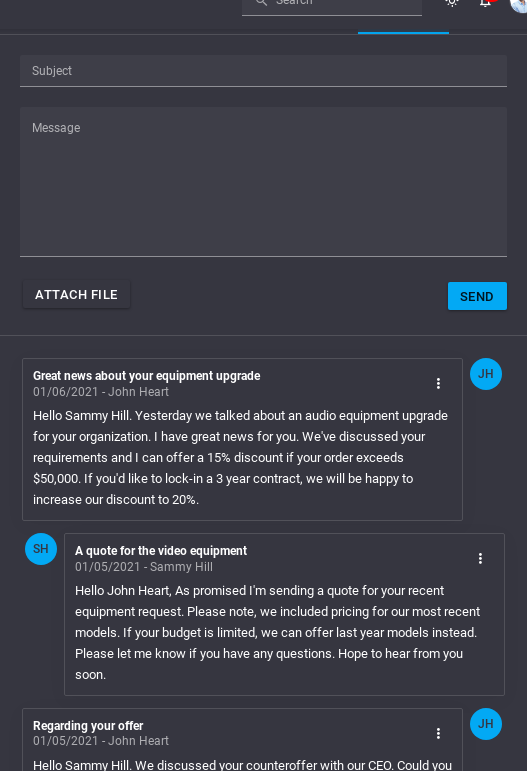 Search
Subject
Message
ATTACH FILE
SEND
Great news about your equipment upgrade
01/06/2021 - John Heart
JH
Hello Sammy Hill. Yesterday we talked about an audio equipment upgrade
for your organization. I have great news for you. We've discussed your
requirements and I can offer a 15% discount if your order exceeds
$50,000. If you'd like to lock-in a 3 year contract, we will be happy to
increase our discount to 20%.
SH
A quote for the video equipment
01/05/2021 - Sammy Hill
Hello John Heart, As promised I'm sending a quote for your recent
equipment request. Please note, we included pricing for our most recent
models. If your budget is limited, we can offer last year models instead.
Please let me know if you have any questions. Hope to hear from you
soon.
Regarding your offer
01/05/2021 - John Heart
JH
Hello Sammy Hill. We discussed your counteroffer with our CEO. Could you